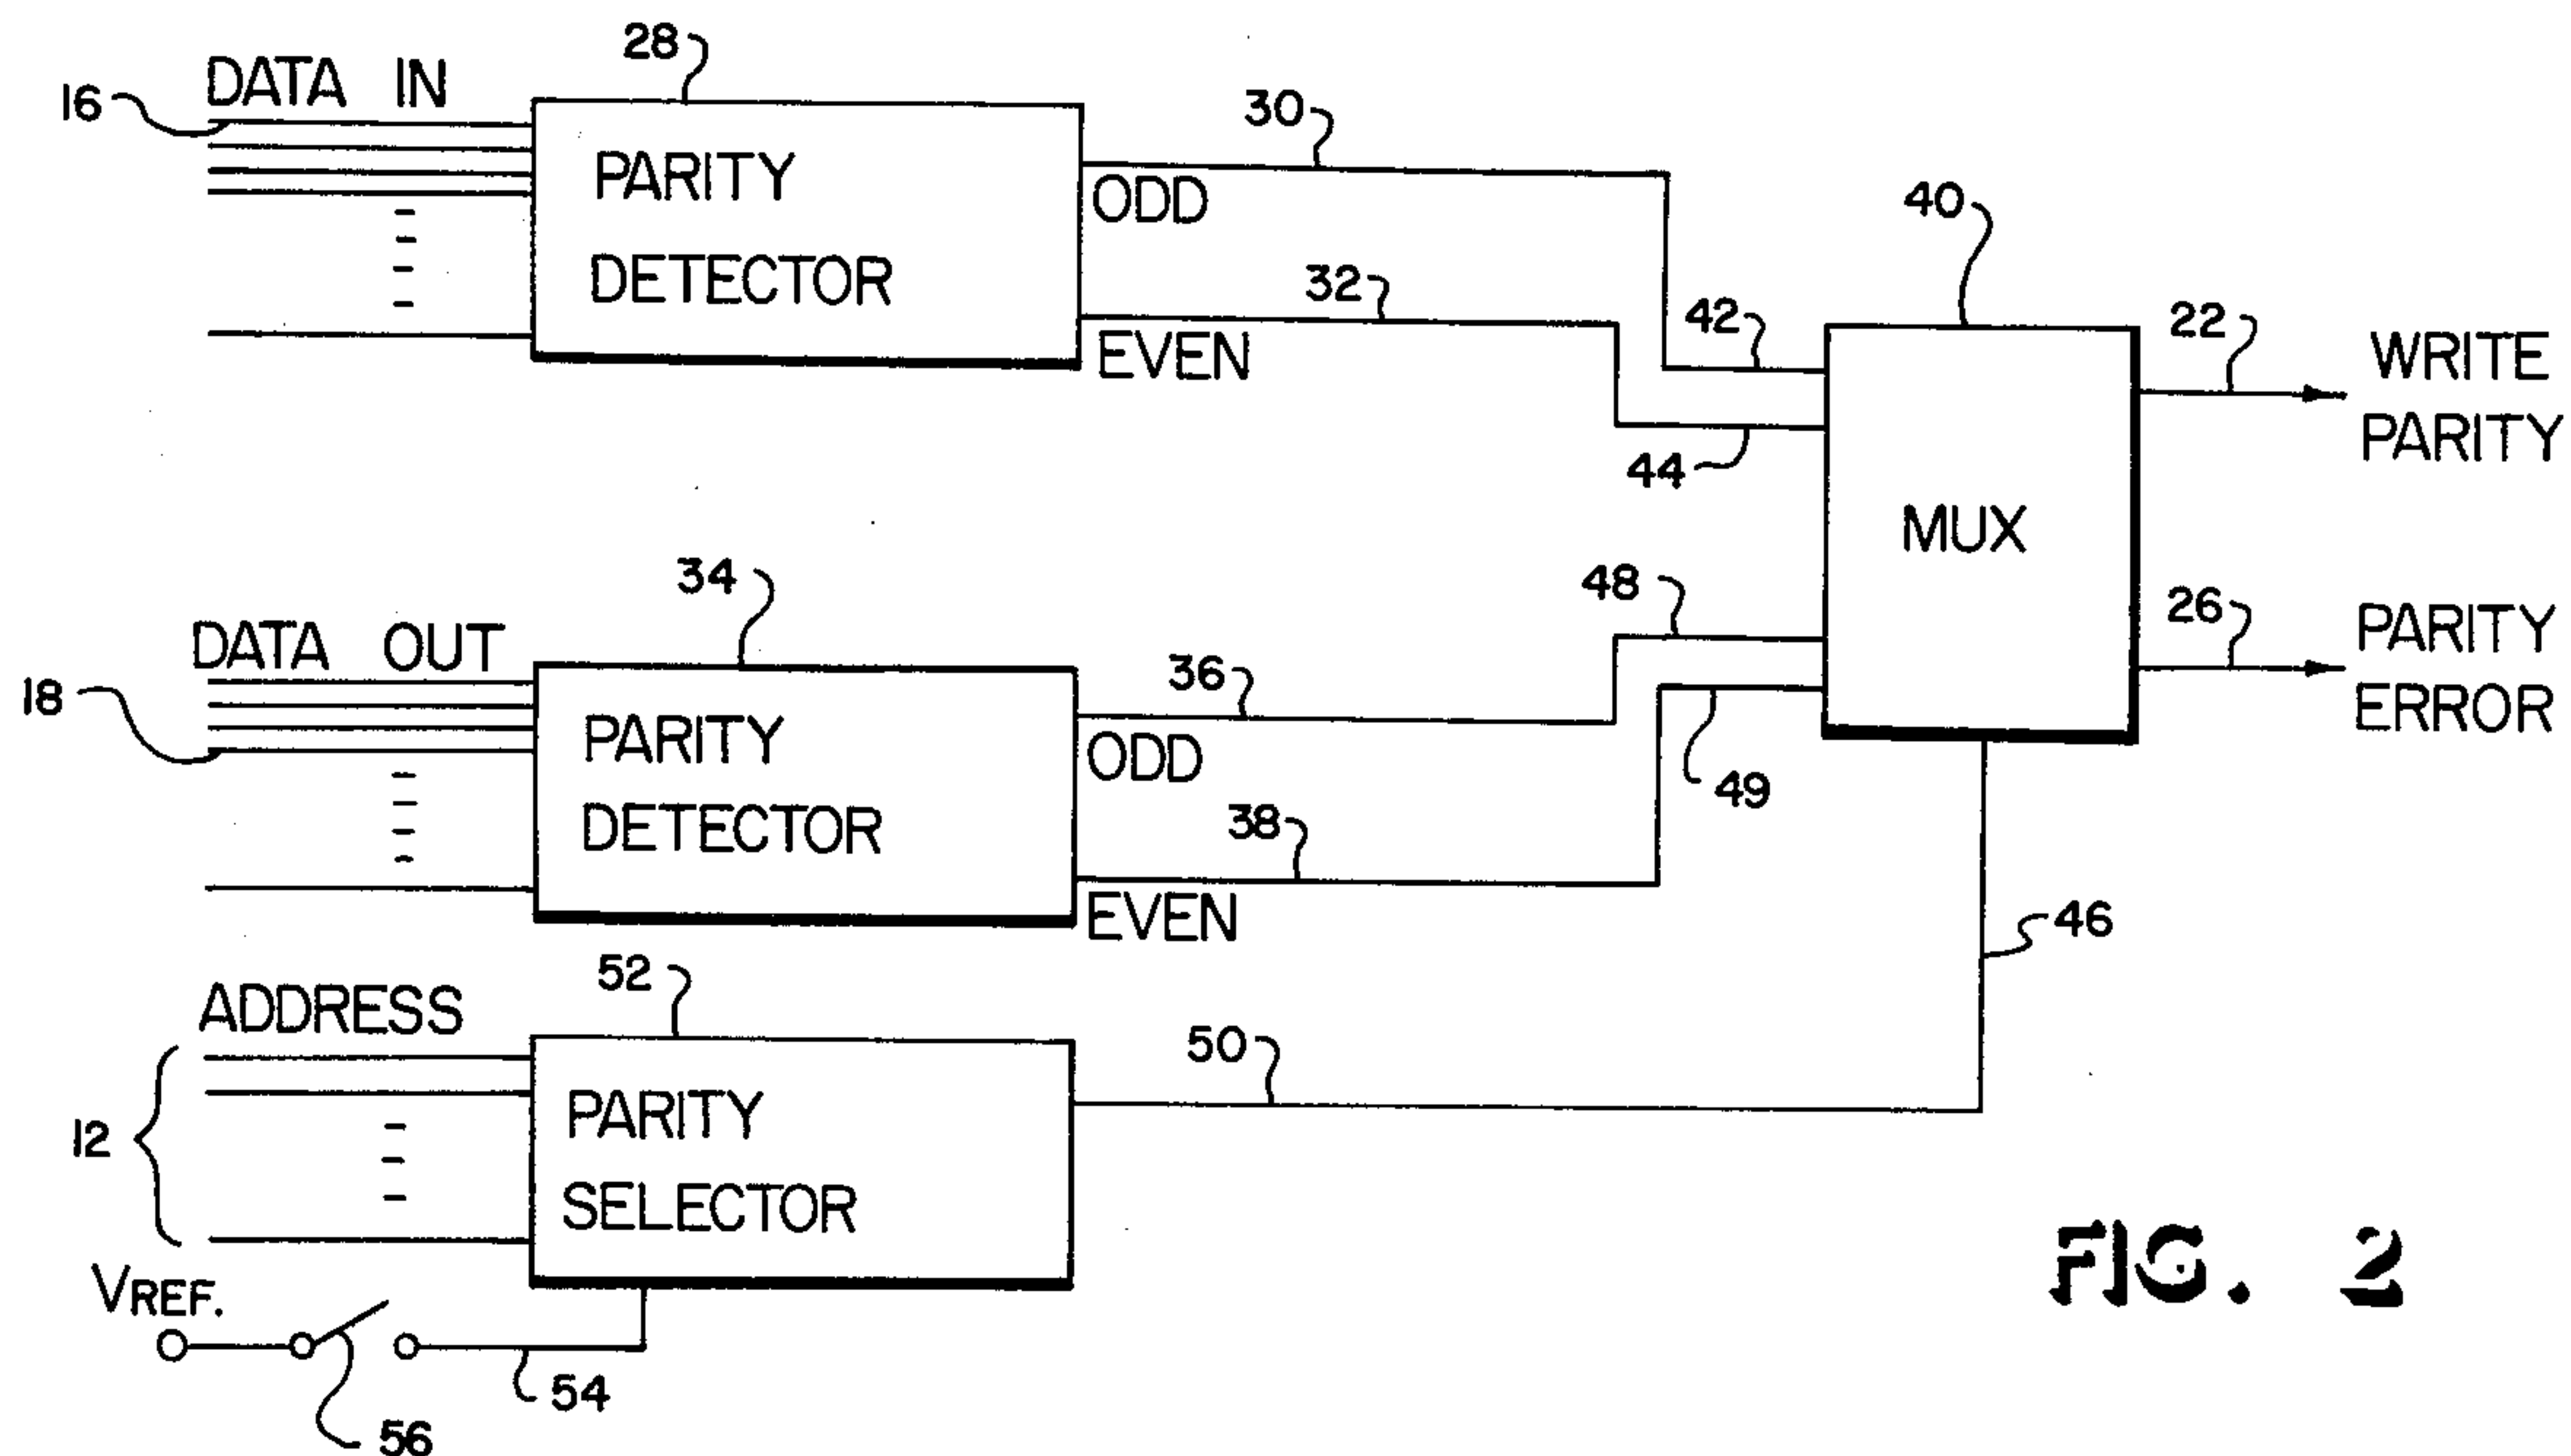 28
DATA IN
16
PARITY
DETECTOR
30
ODD
32
EVEN
42
44
40
MUX
22
WRITE
PARITY
26
PARITY
ERROR
34
DATA OUT
18
PARITY
DETECTOR
36
ODD
38
EVEN
48
49
46
52
ADDRESS
12
PARITY
SELECTOR
50
VREF.
54
56
FIG. 2